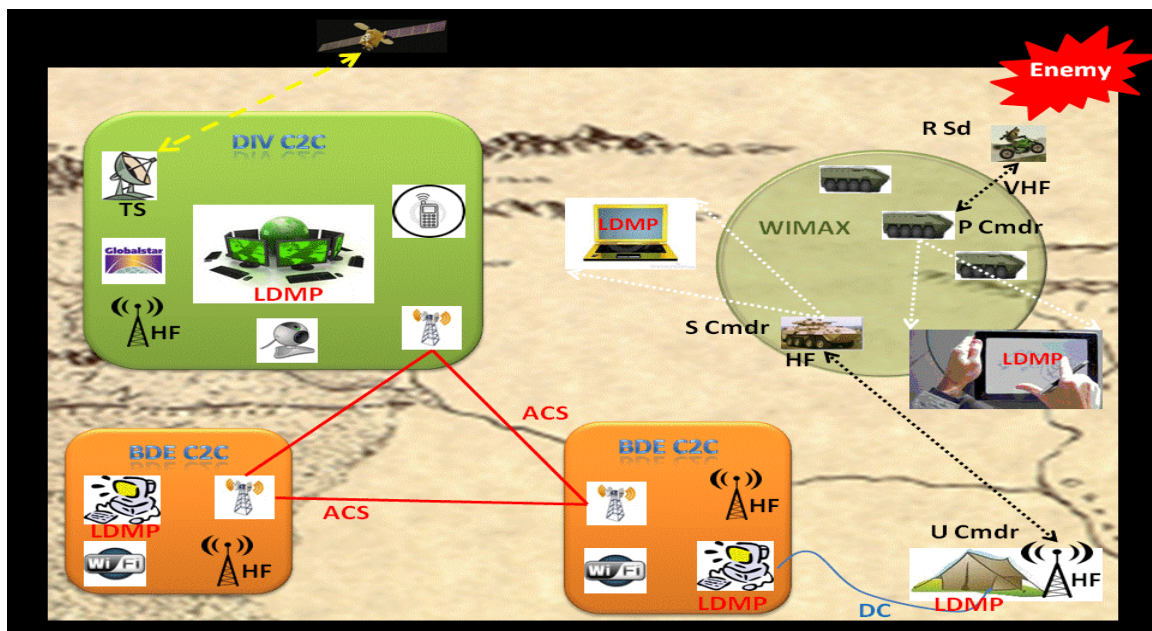 Enemy
DIV C2C
R Sd
TS
VHF
LDMP
WIMAX
P Cmdr
Globalstar
LDMP
HF
S Cmdr
HF
LDMP
ACS
BDE C2C
BDE C2C
LDMP
ACS
HF
Wi Fi
HF
U Cmdr
Wi Fi
LDMP
DC
LDMP
HF